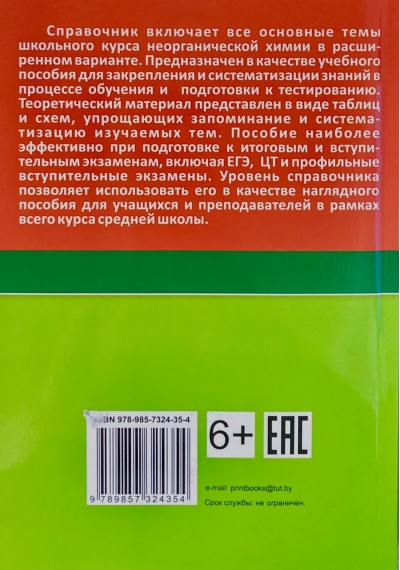 Справочник включает все основные темы
школьного курса неорганической химии в расши-
ренном варианте. Предназначен в качестве учебного
пособия для закрепления и систематизации знаний в
процессе обучения и подготовки к тестированию.
Теоретический материал представлен в виде таблиц
и схем, упрощающих запоминание и система-
тизацию изучаемых тем. Пособие наиболее
эффективно при подготовке к итоговым и вступи-
тельным экзаменам, включая ЕГЭ, ЦТ и профильные
вступительные экзамены. Уровень справочника
позволяет использовать его в качестве наглядного
пособия для учащихся и преподавателей в рамках
всего курса средней школы.
ISBN 978-985-7324-35-4
9 789857 324354
6+ EAC
e-mail: printbooks@tut.by
Срок службы: не ограничен.